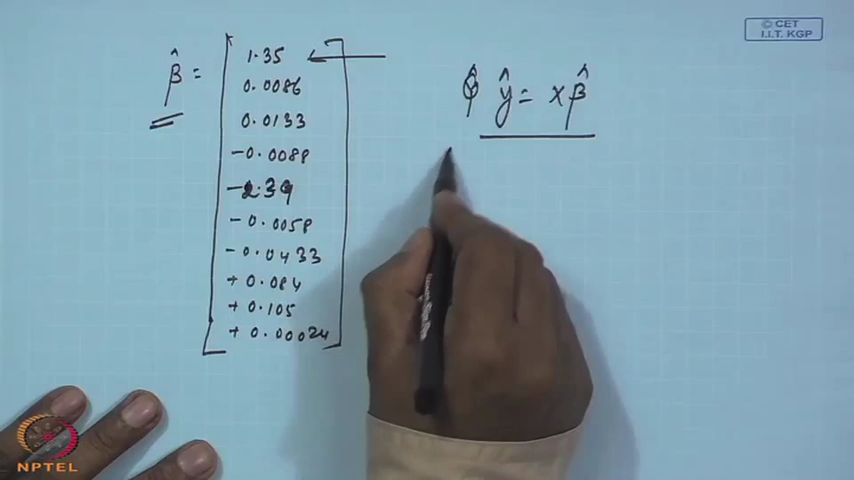 © CET
I.I.T. KGP
β̂ =
1.35
0.0086
0.0133
-0.0088
-2.39
-0.0058
-0.0433
+0.084
+0.105
+0.00024
ŷ = xβ̂
NPTEL